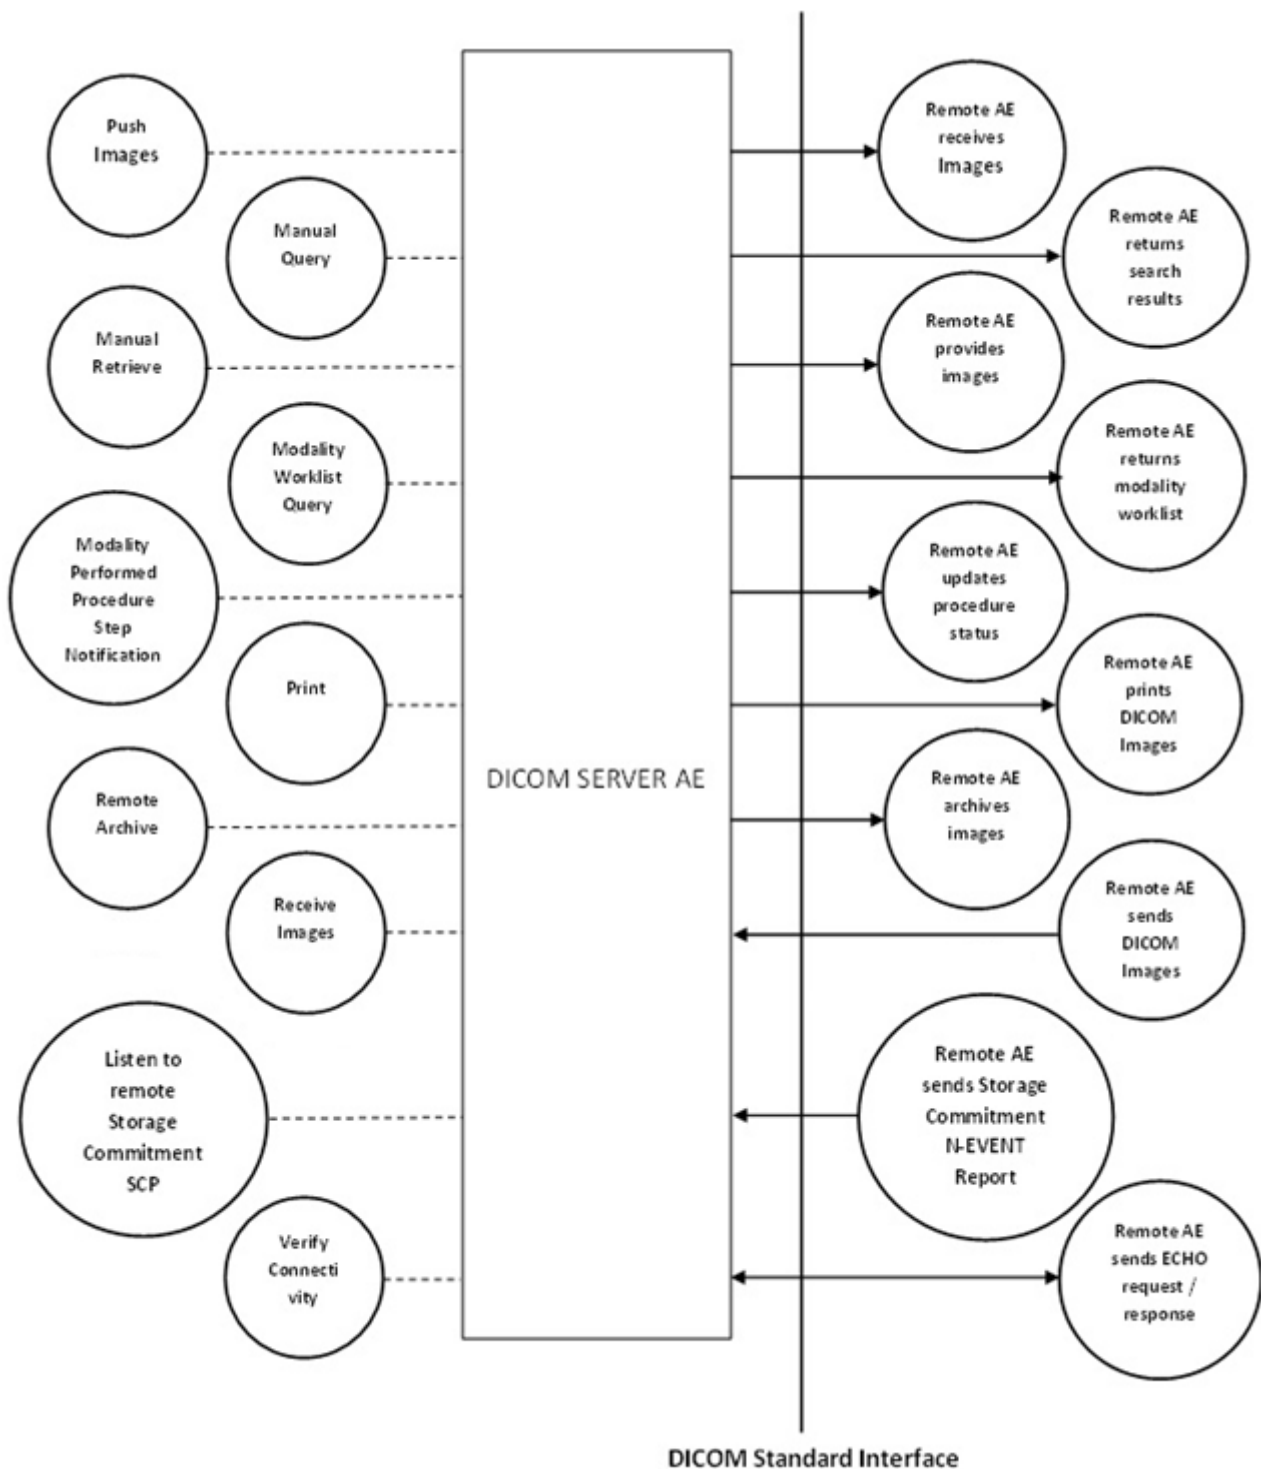 Push
Images
Remote AE
receives
Images
Manual
Query
Remote AE
returns
search
results
Manual
Retrieve
Remote AE
provides
images
Modality
Worklist
Query
Remote AE
returns
modality
worklist
Modality
Performed
Procedure
Step
Notification
Remote AE
updates
procedure
status
Print
Remote AE
prints
DICOM
Images
DICOM SERVER AE
Remote
Archive
Remote AE
archives
images
Receive
Images
Remote AE
sends
DICOM
Images
Listen to
remote
Storage
Commitment
SCP
Remote AE
sends Storage
Commitment
N-EVENT
Report
Verify
Connecti
vity
Remote AE
sends ECHO
request /
response
DICOM Standard Interface